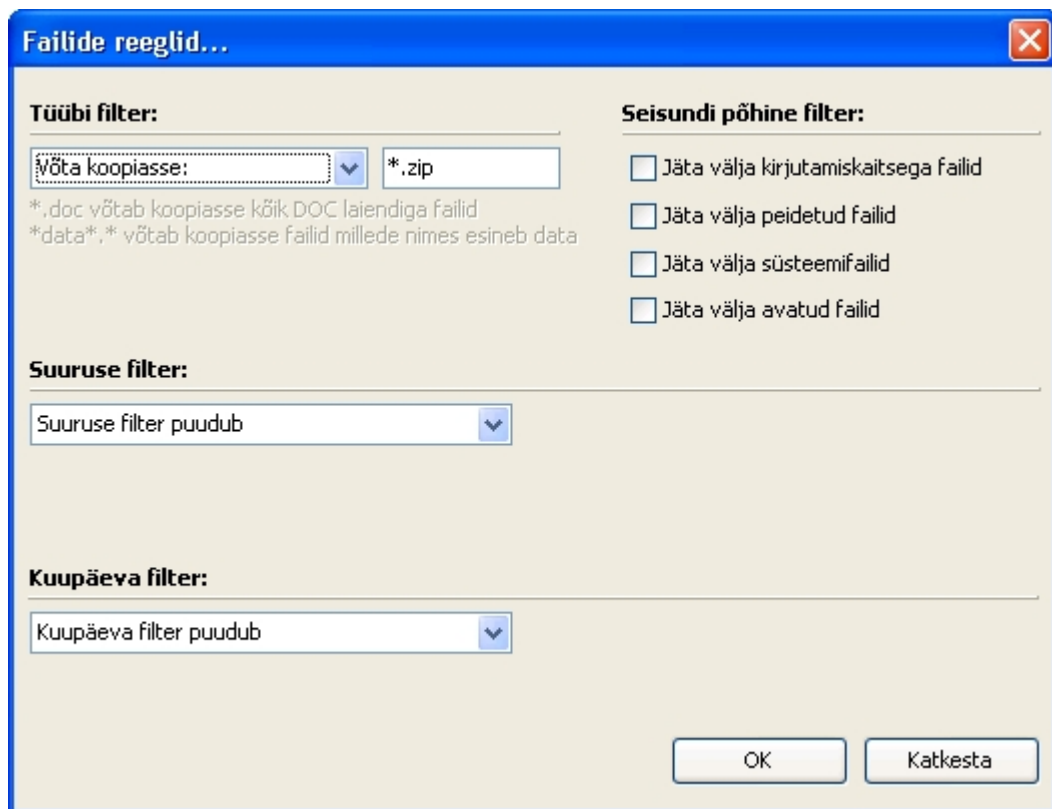 Failide reeglid...
Tüübi filter:
Võta koopiasse:
*.zip
*.doc võtab koopiasse kõik DOC laiendiga failid
*data*.* võtab koopiasse failid millede nimes esineb data
Seisundi põhine filter:
Jäta välja kirjutamiskaitsega failid
Jäta välja peidetud failid
Jäta välja süsteemifailid
Jäta välja avatud failid
Suuruse filter:
Suuruse filter puudub
Kuupäeva filter:
Kuupäeva filter puudub
OK
Katkesta